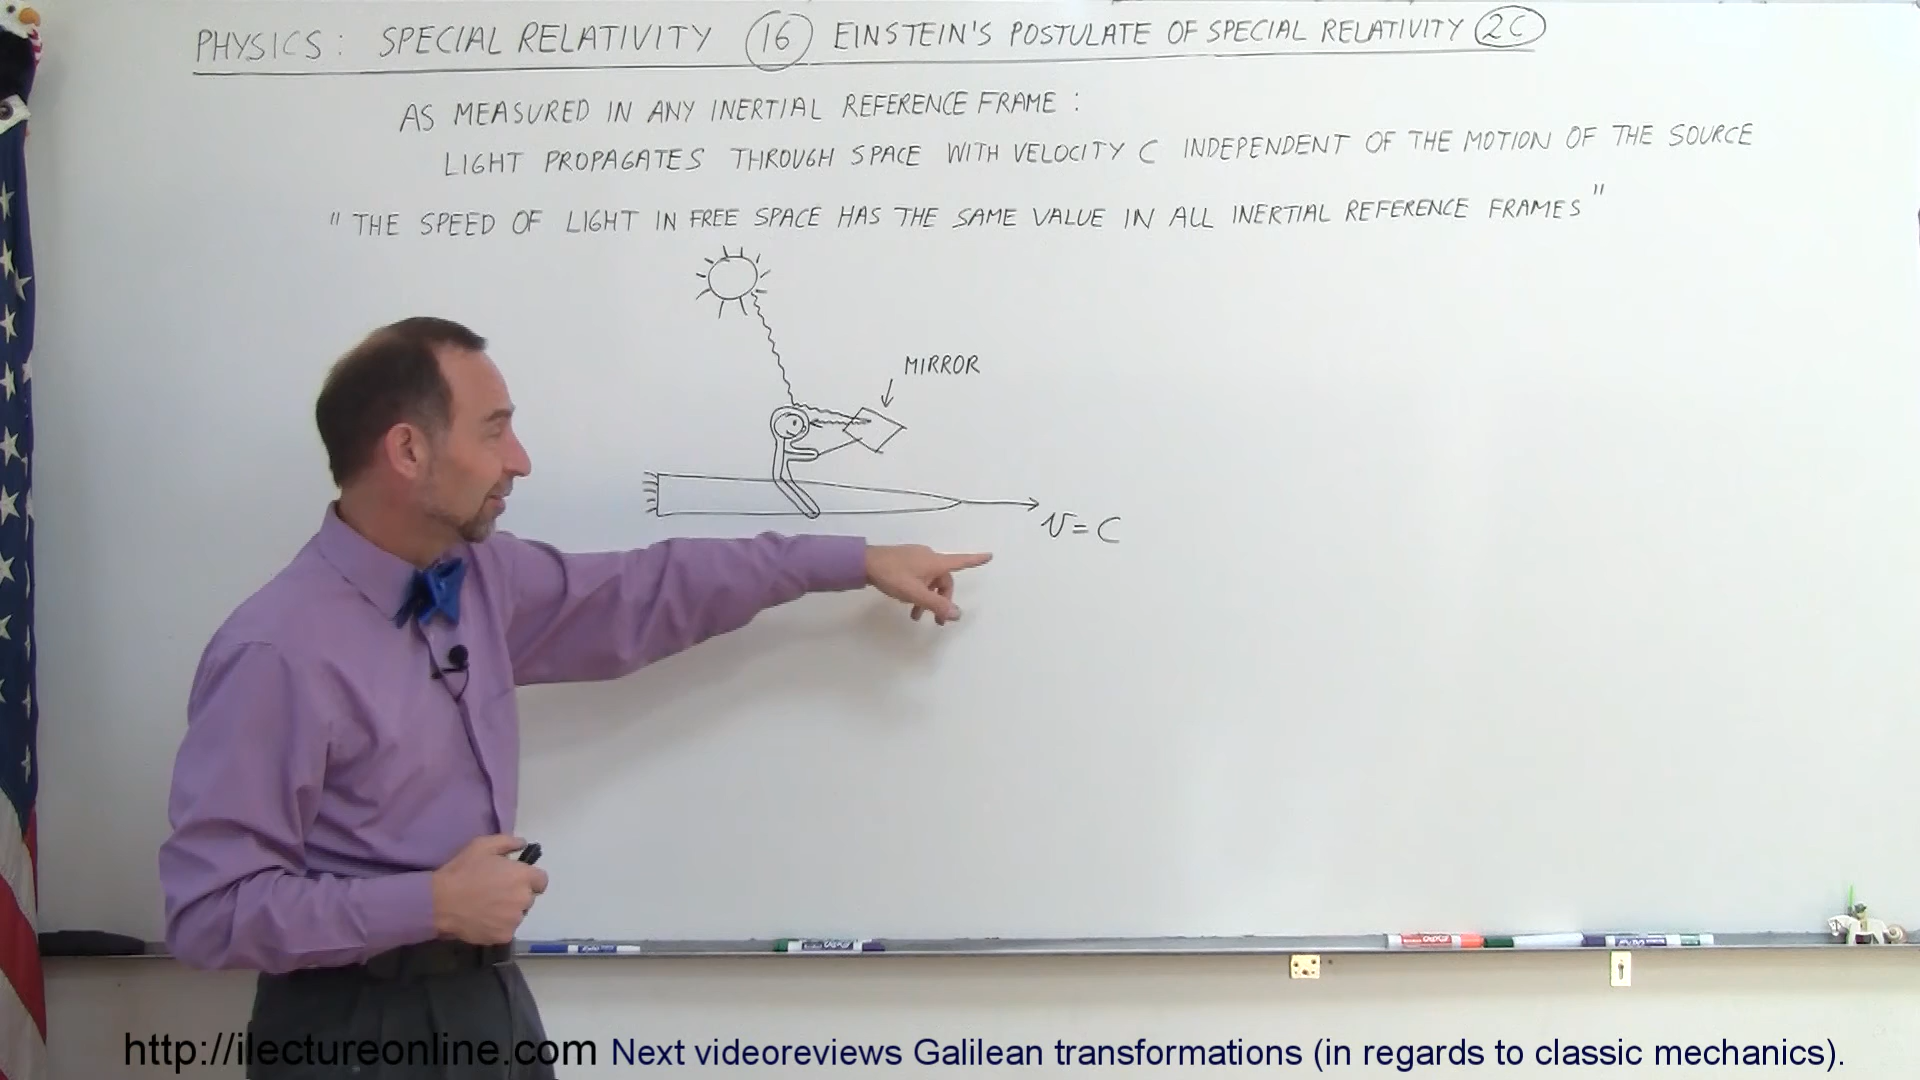 PHYSICS: SPECIAL RELATIVITY 16 EINSTEIN'S POSTULATE OF SPECIAL RELATIVITY 2C
AS MEASURED IN ANY INERTIAL REFERENCE FRAME:
LIGHT PROPAGATES THROUGH SPACE WITH VELOCITY C INDEPENDENT OF THE MOTION OF THE SOURCE
"THE SPEED OF LIGHT IN FREE SPACE HAS THE SAME VALUE IN ALL INERTIAL REFERENCE FRAMES"
MIRROR
v=c
EXPO
http://ilectureonline.com Next videoreviews Galilean transformations (in regards to classic mechanics).